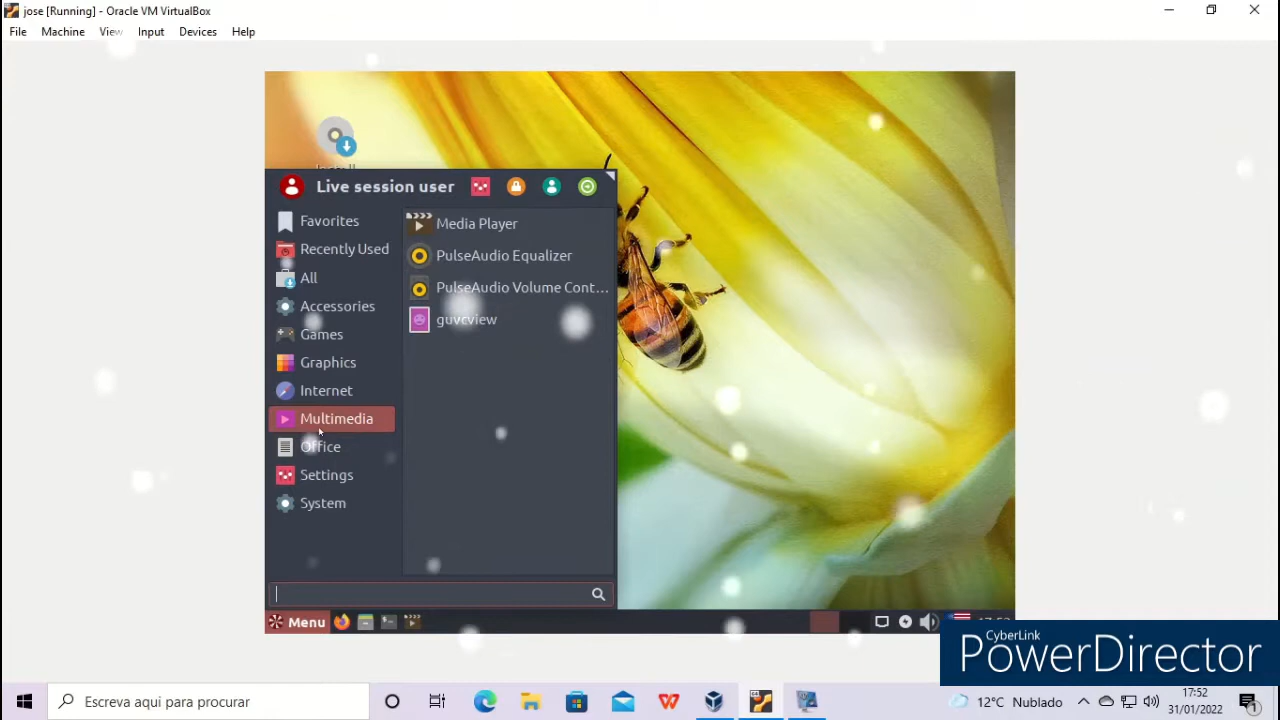 jose [Running] - Oracle VM VirtualBox
File Machine View Input Devices Help
Live session user
Favorites
Recently Used
All
Accessories
Games
Graphics
Internet
Multimedia
Office
Settings
System
Media Player
PulseAudio Equalizer
PulseAudio Volume Cont...
guvcview
Menu
CyberLink
PowerDirector
Escreva aqui para procurar
12°C Nublado
17:52
31/01/2022
1